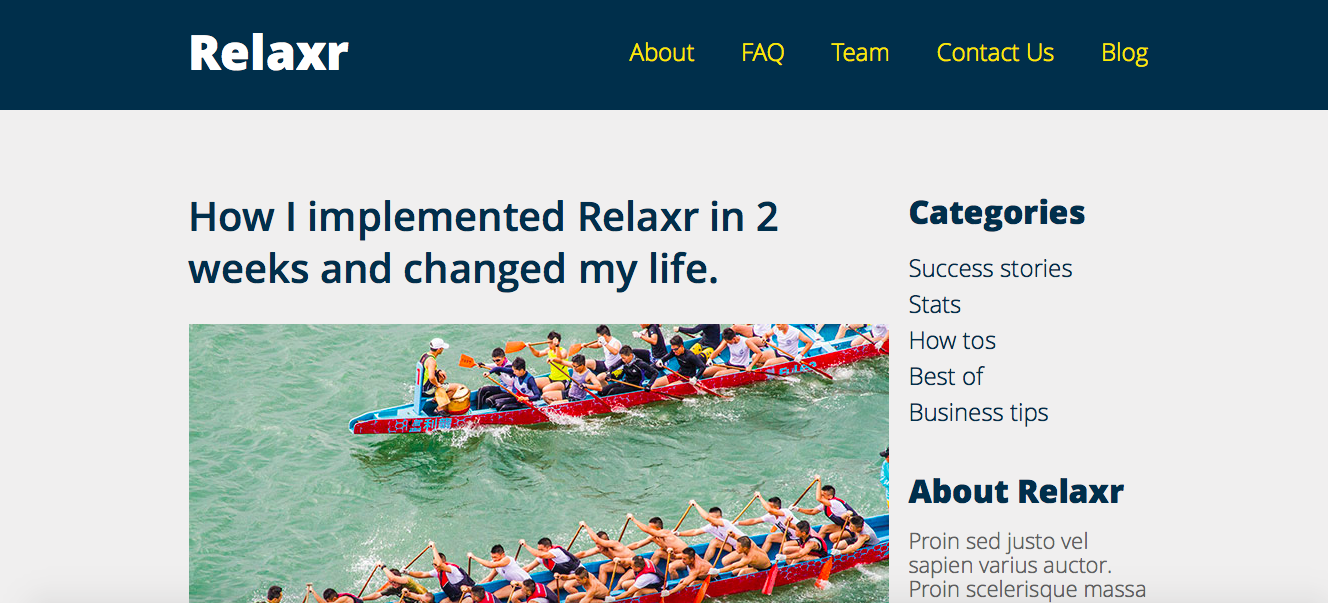 Relaxr
About
FAQ
Team
Contact Us
Blog
How I implemented Relaxr in 2
weeks and changed my life.
Categories
Success stories
Stats
How tos
Best of
Business tips
About Relaxr
Proin sed justo vel
sapien varius auctor.
Proin scelerisque massa